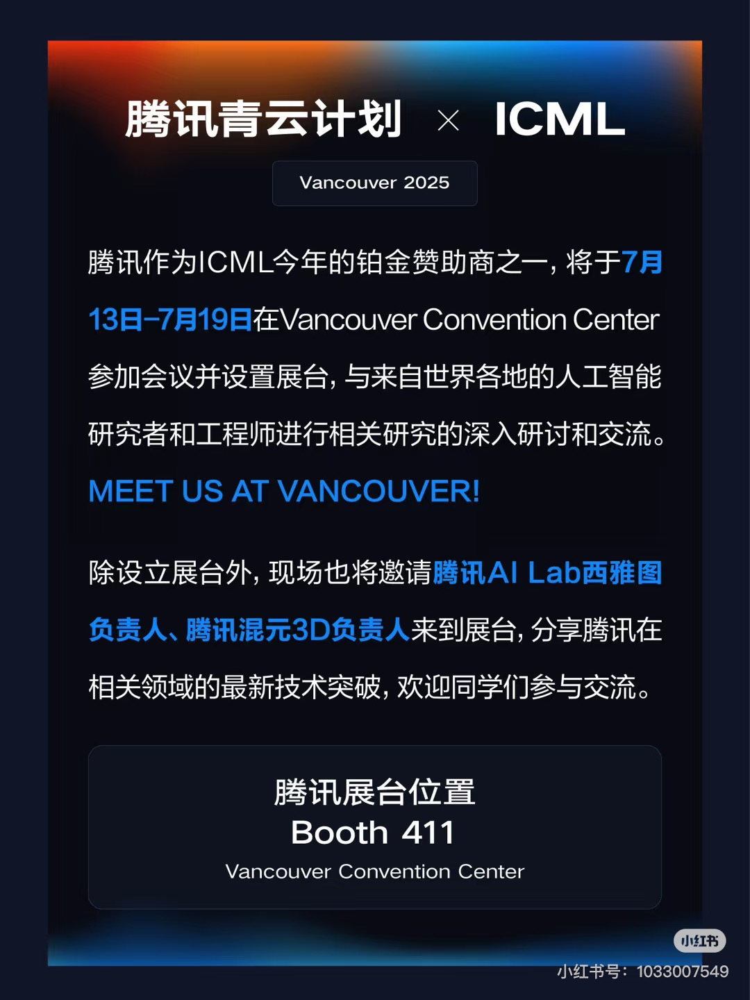 腾讯青云计划 × ICML
Vancouver 2025
腾讯作为ICML今年的铂金赞助商之一，将于7月
13日-7月19日在Vancouver Convention Center
参加会议并设置展台，与来自世界各地的人工智能
研究者和工程师进行相关研究的深入研讨和交流。
MEET US AT VANCOUVER!
除设立展台外，现场也将邀请腾讯AI Lab西雅图
负责人、腾讯混元3D负责人来到展台，分享腾讯在
相关领域的最新技术突破，欢迎同学们参与交流。
腾讯展台位置
Booth 411
Vancouver Convention Center
小红书
小红书号：1033007549